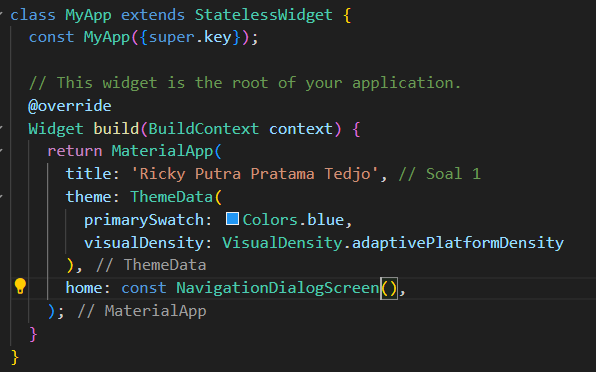 class MyApp extends StatelessWidget {
const MyApp({super.key});
// This widget is the root of your application.
@override
Widget build(BuildContext context) {
return MaterialApp(
title: 'Ricky Putra Pratama Tedjo', // Soal 1
theme: ThemeData(
primarySwatch: Colors.blue,
visualDensity: VisualDensity.adaptivePlatformDensity
), // ThemeData
home: const NavigationDialogScreen(),
); // MaterialApp
}
}